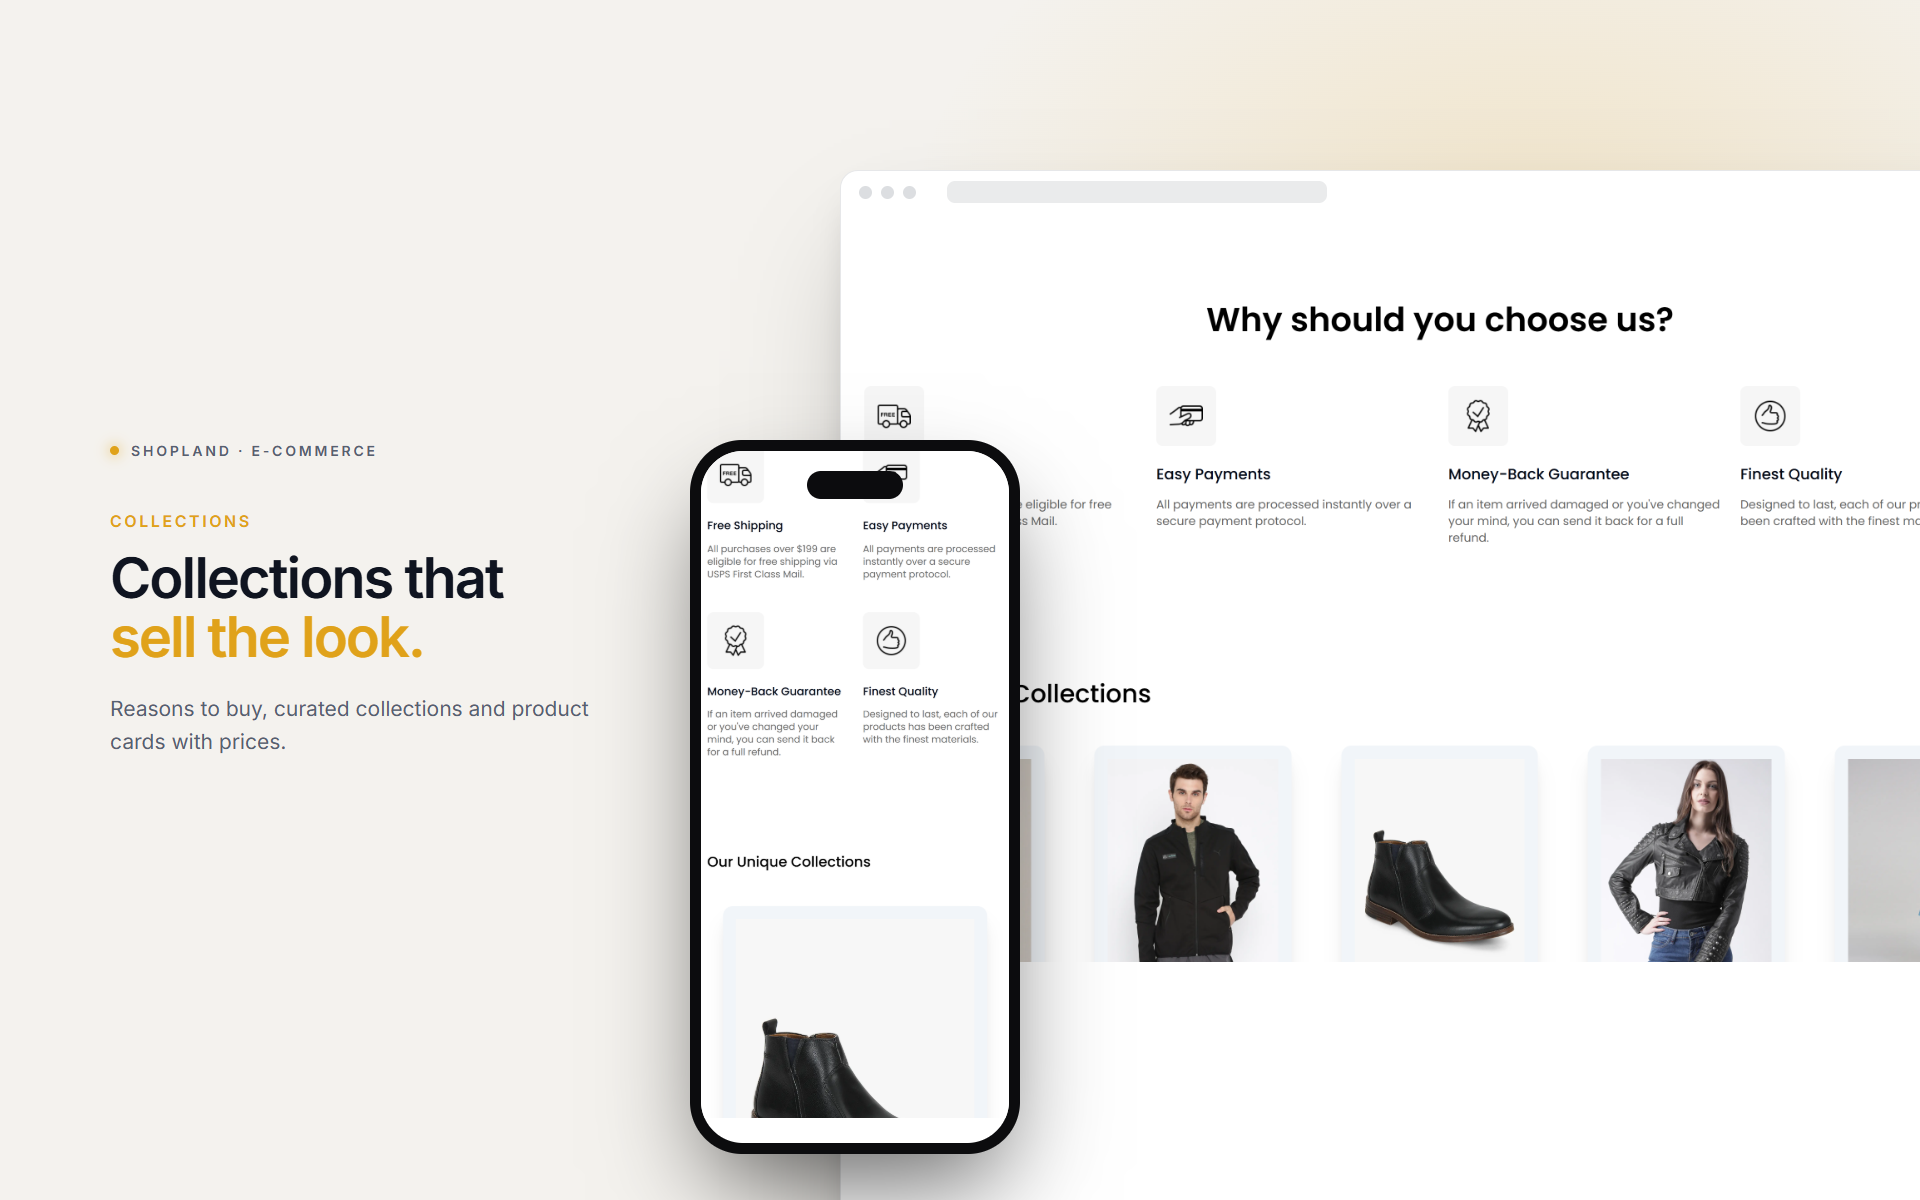 SHOPLAND · E-COMMERCE
COLLECTIONS
Collections that
sell the look.
Reasons to buy, curated collections and product
cards with prices.
FREE
Free Shipping
All purchases over $199 are
eligible for free shipping via
USPS First Class Mail.
Easy Payments
All payments are processed
instantly over a secure
payment protocol.
Money-Back Guarantee
If an item arrived damaged
or you've changed your
mind, you can send it back
for a full refund.
Finest Quality
Designed to last, each of our
products has been crafted
with the finest materials.
Our Unique Collections
Why should you choose us?
FREE
eligible for free
Mail.
Easy Payments
All payments are processed instantly over a
secure payment protocol.
Money-Back Guarantee
If an item arrived damaged or you've changed
your mind, you can send it back for a full
refund.
Finest Quality
Designed to last, each of our
been crafted with the finest
Collections